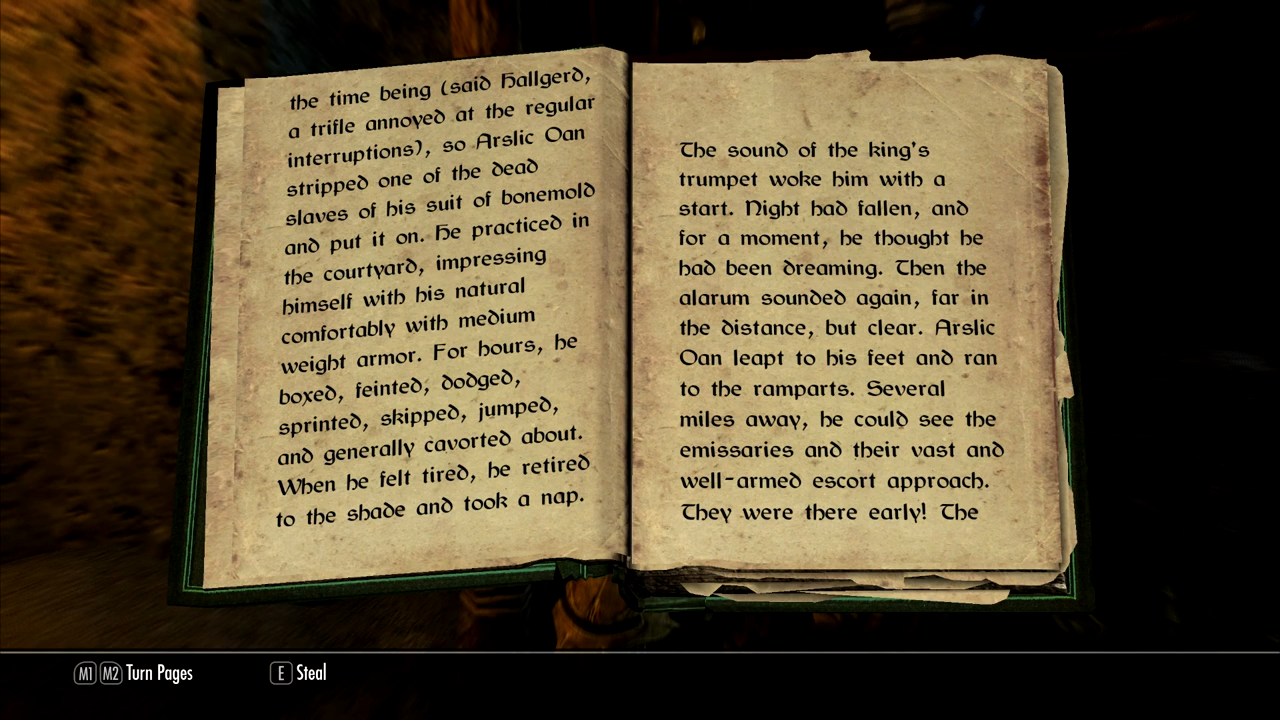 the time being (said Hallgerd,
a trifle annoyed at the regular
interruptions), so Arslic Oan
stripped one of the dead
slaves of his suit of bonemold
and put it on. He practiced in
the courtyard, impressing
himself with his natural
comfortably with medium
weight armor. For hours, he
boxed, feinted, dodged,
sprinted, skipped, jumped,
and generally cavorted about.
When he felt tired, he retired
to the shade and took a nap.
The sound of the king's
trumpet woke him with a
start. Night had fallen, and
for a moment, he thought he
had been dreaming. Then the
alarum sounded again, far in
the distance, but clear. Arslic
Oan leapt to his feet and ran
to the ramparts. Several
miles away, he could see the
emissaries and their vast and
well-armed escort approach.
They were there early! The
M1 M2 Turn Pages E Steal